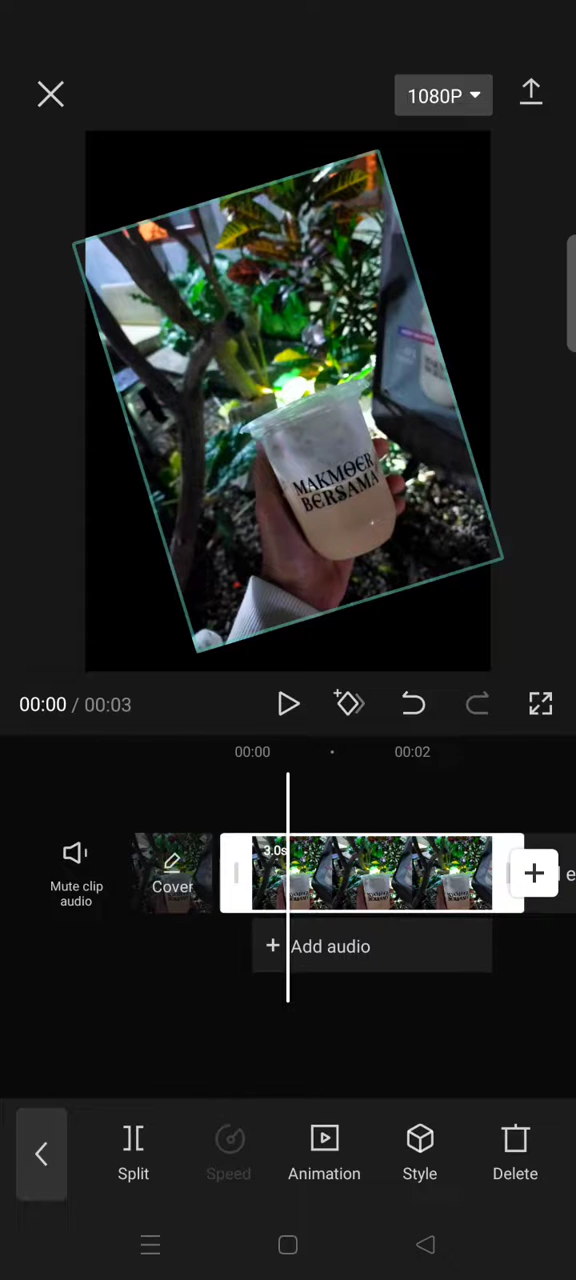 1080P
MAKMOER
BERSAMA
00:00 / 00:03
00:00
00:02
3.0s
Mute clip
audio
Cover
+ Add audio
Split
Speed
Animation
Style
Delete